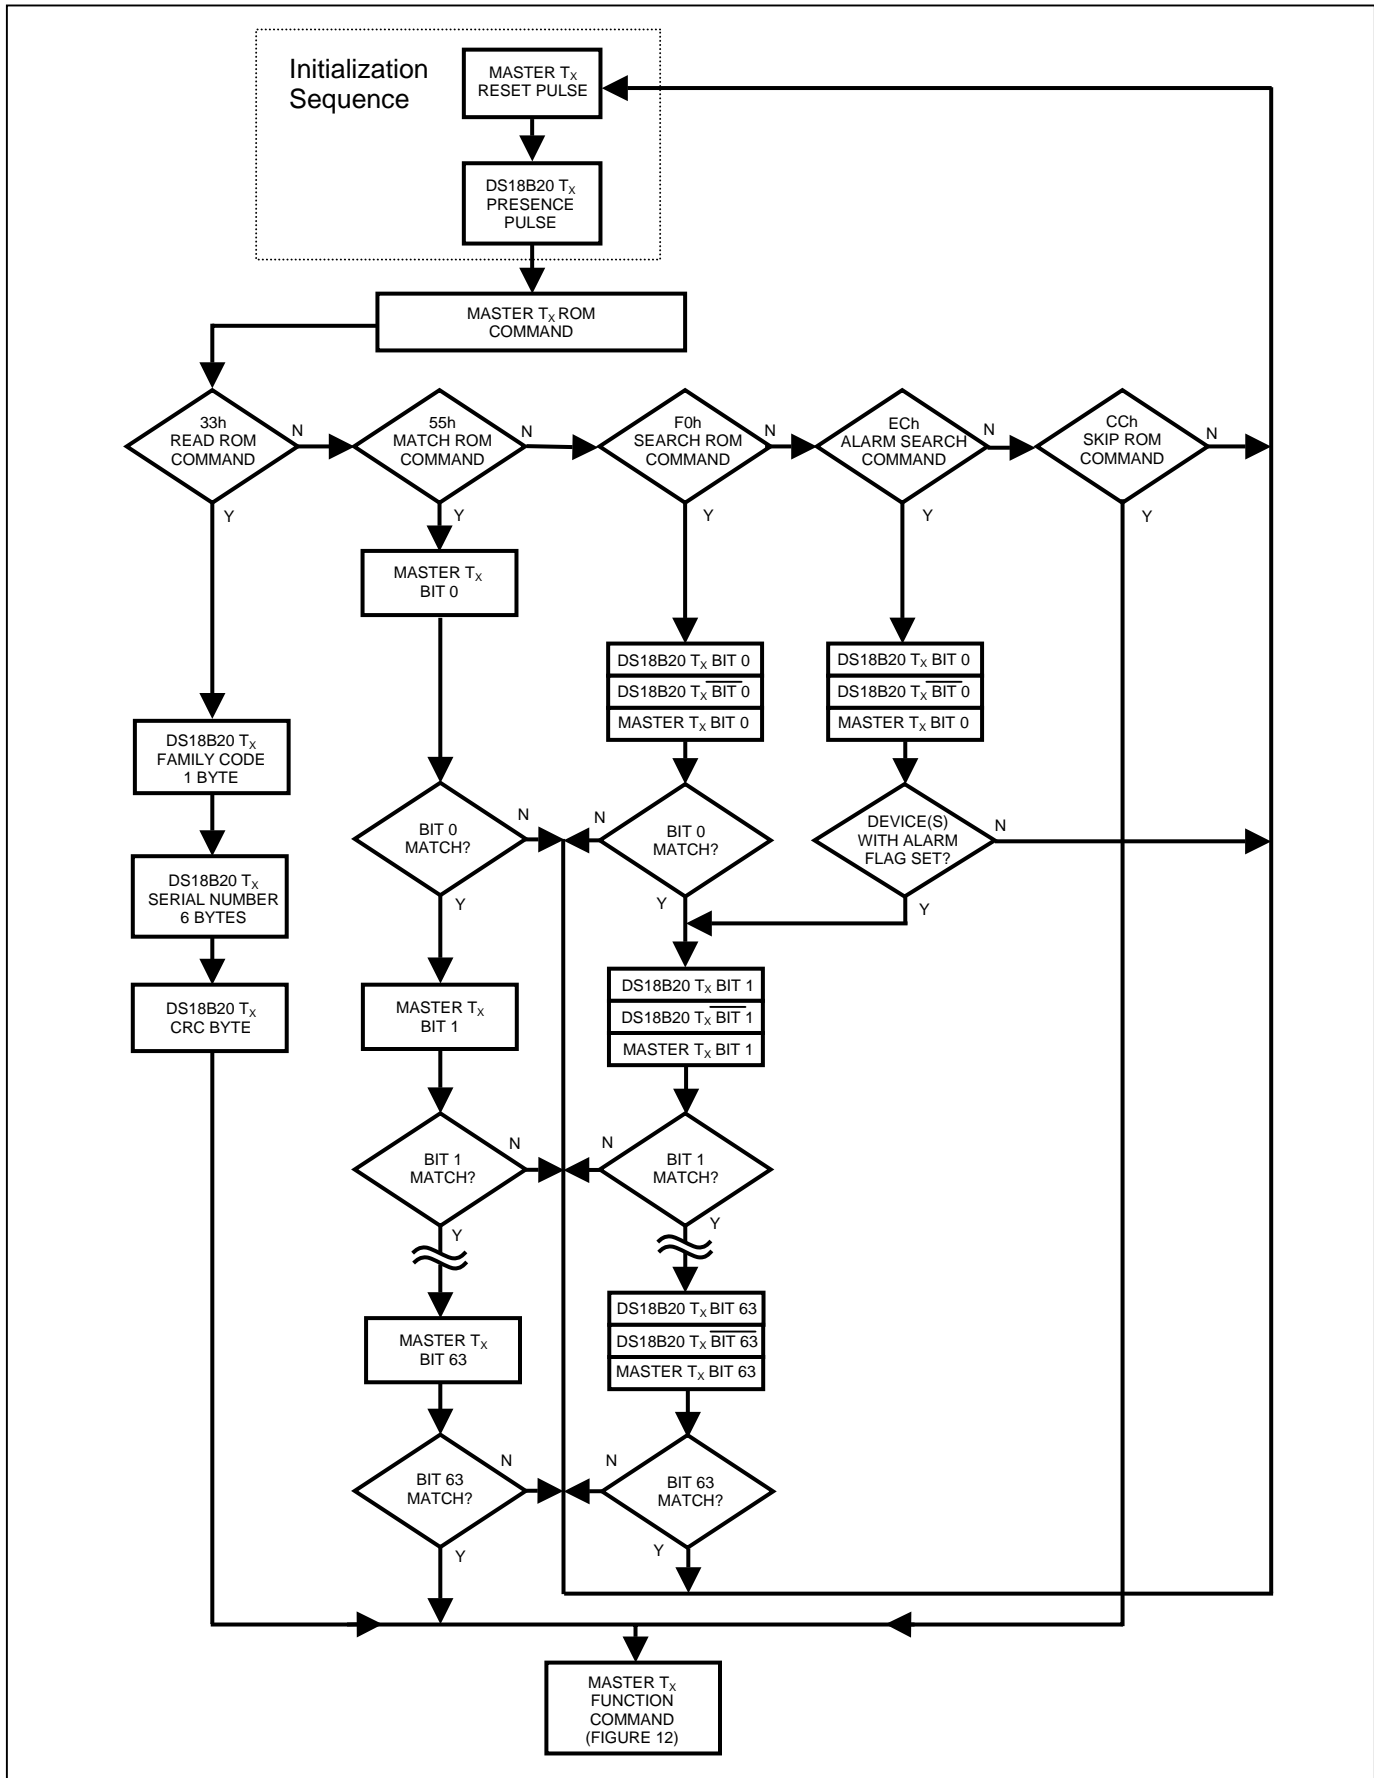 Initialization
Sequence
MASTER TX
RESET PULSE
DS18B20 TX
PRESENCE
PULSE
MASTER TX ROM
COMMAND
33h
READ ROM
COMMAND
N
Y
55h
MATCH ROM
COMMAND
N
Y
F0h
SEARCH ROM
COMMAND
N
Y
ECh
ALARM SEARCH
COMMAND
N
Y
CCh
SKIP ROM
COMMAND
N
Y
MASTER TX
BIT 0
DS18B20 TX BIT 0
DS18B20 TX BIT 0
MASTER TX BIT 0
DS18B20 TX BIT 0
DS18B20 TX BIT 0
MASTER TX BIT 0
DS18B20 TX
FAMILY CODE
1 BYTE
DS18B20 TX
SERIAL NUMBER
6 BYTES
DS18B20 TX
CRC BYTE
BIT 0
MATCH?
N
Y
N
BIT 0
MATCH?
Y
DEVICE(S)
WITH ALARM
FLAG SET?
N
Y
MASTER TX
BIT 1
DS18B20 TX BIT 1
DS18B20 TX BIT 1
MASTER TX BIT 1
BIT 1
MATCH?
N
Y
N
BIT 1
MATCH?
Y
MASTER TX
BIT 63
DS18B20 TX BIT 63
DS18B20 TX BIT 63
MASTER TX BIT 63
BIT 63
MATCH?
N
Y
N
BIT 63
MATCH?
Y
MASTER TX
FUNCTION
COMMAND
(FIGURE 12)